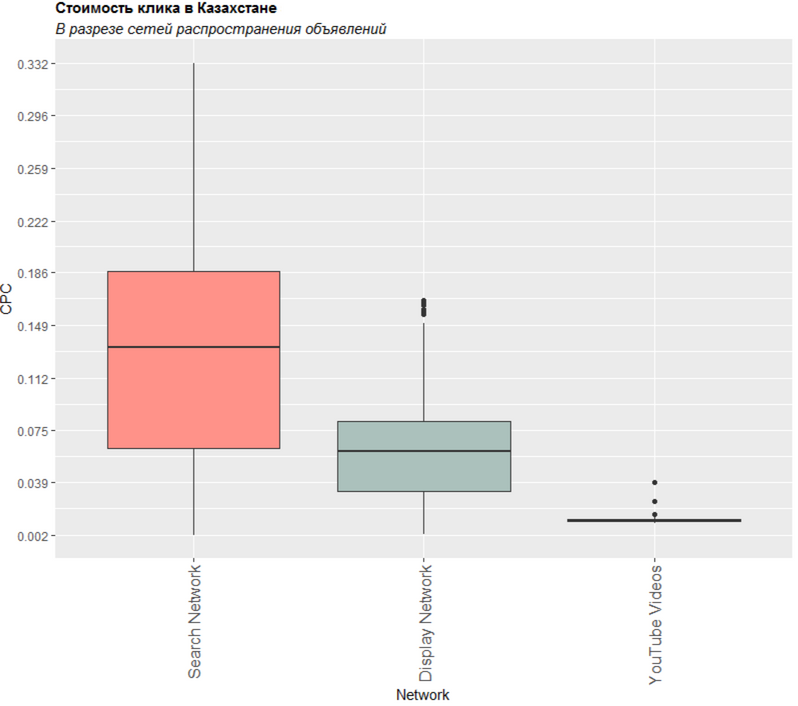 Стоимость клика в Казахстане
В разрезе сетей распространения объявлений
CPC
0.332
0.296
0.259
0.222
0.186
0.149
0.112
0.075
0.039
0.002
Search Network
Display Network
YouTube Videos
Network